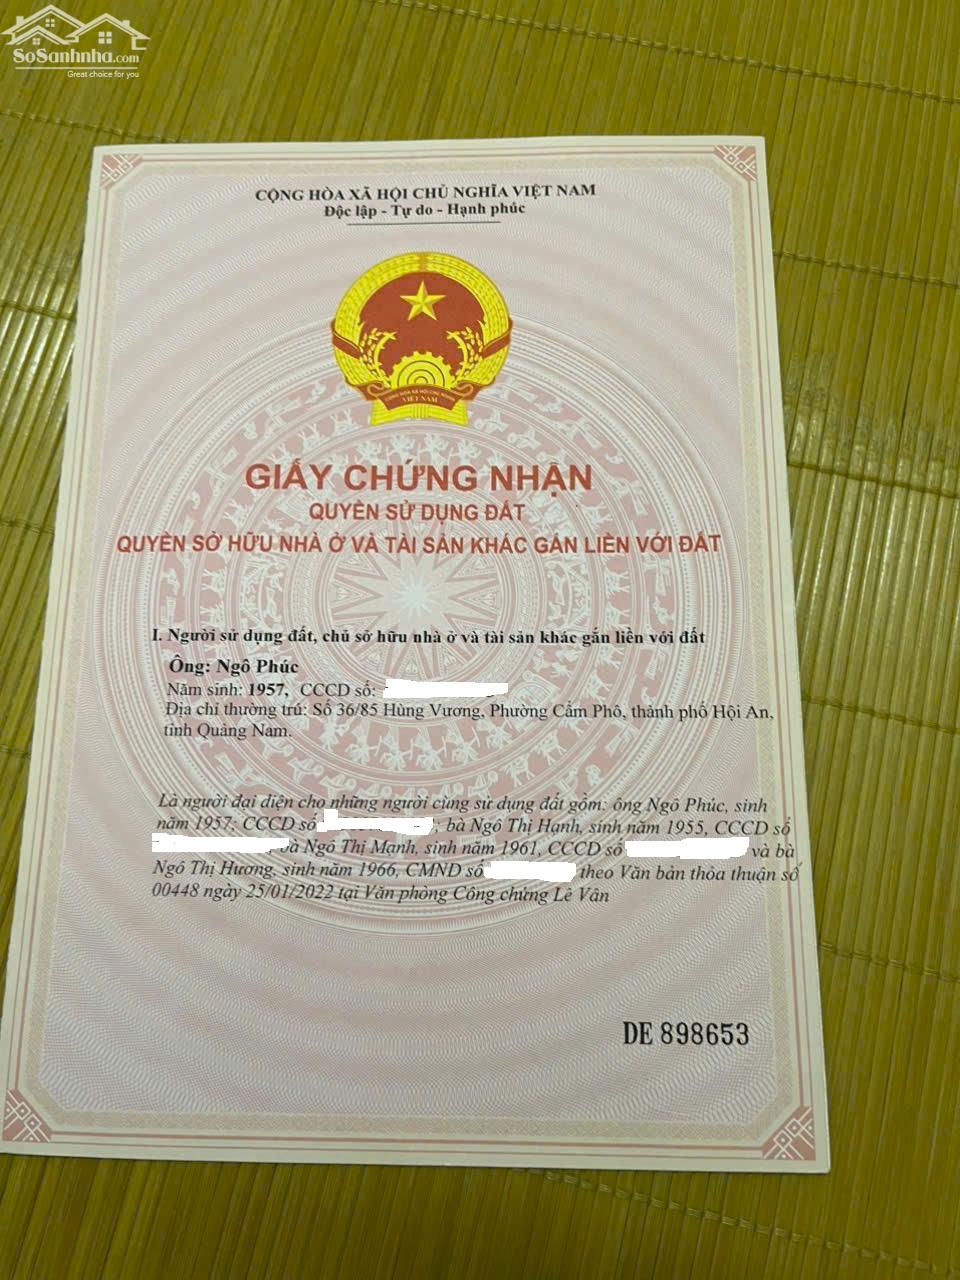 SoSanhnha.com
Great choice for you
CỘNG HÒA XÃ HỘI CHỦ NGHĨA VIỆT NAM
Độc lập - Tự do - Hạnh phúc
CỘNG HÒA XÃ HỘI CHỦ NGHĨA
VIỆT NAM
GIẤY CHỨNG NHẬN
QUYỀN SỬ DỤNG ĐẤT
QUYỀN SỞ HỮU NHÀ Ở VÀ TÀI SẢN KHÁC GẮN LIỀN VỚI ĐẤT
I. Người sử dụng đất, chủ sở hữu nhà ở và tài sản khác gắn liền với đất
Ông: Ngô Phúc
Năm sinh: 1957, CCCD số:
Địa chỉ thường trú: Số 36/85 Hùng Vương, Phường Cẩm Phô, thành phố Hội An,
tỉnh Quảng Nam.
Là người đại diện cho những người cùng sử dụng đất gồm: ông Ngô Phúc, sinh
năm 1957; CCCD số ; bà Ngô Thị Hạnh, sinh năm 1955, CCCD số
bà Ngô Thị Mạnh, sinh năm 1961, CCCD số và bà
Ngô Thị Hương, sinh năm 1966, CMND số theo Văn bản thỏa thuận số
00448 ngày 25/01/2022 tại Văn phòng Công chứng Lê Vân
DE 898653